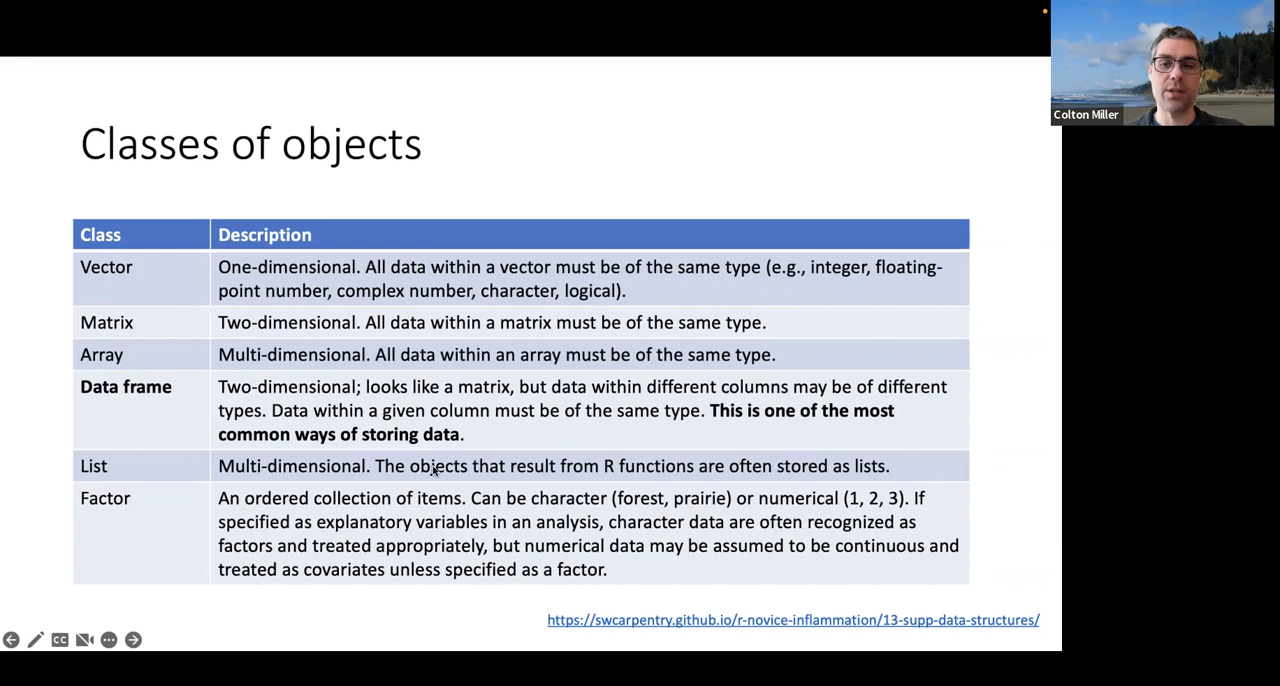 Colton Miller
Classes of objects
Class Description
Vector One-dimensional. All data within a vector must be of the same type (e.g., integer, floating-
point number, complex number, character, logical).
Matrix Two-dimensional. All data within a matrix must be of the same type.
Array Multi-dimensional. All data within an array must be of the same type.
Data frame Two-dimensional; looks like a matrix, but data within different columns may be of different
types. Data within a given column must be of the same type. This is one of the most
common ways of storing data.
List Multi-dimensional. The objects that result from R functions are often stored as lists.
Factor An ordered collection of items. Can be character (forest, prairie) or numerical (1, 2, 3). If
specified as explanatory variables in an analysis, character data are often recognized as
factors and treated appropriately, but numerical data may be assumed to be continuous and
treated as covariates unless specified as a factor.
https://swcarpentry.github.io/r-novice-inflammation/13-supp-data-structures/
CC